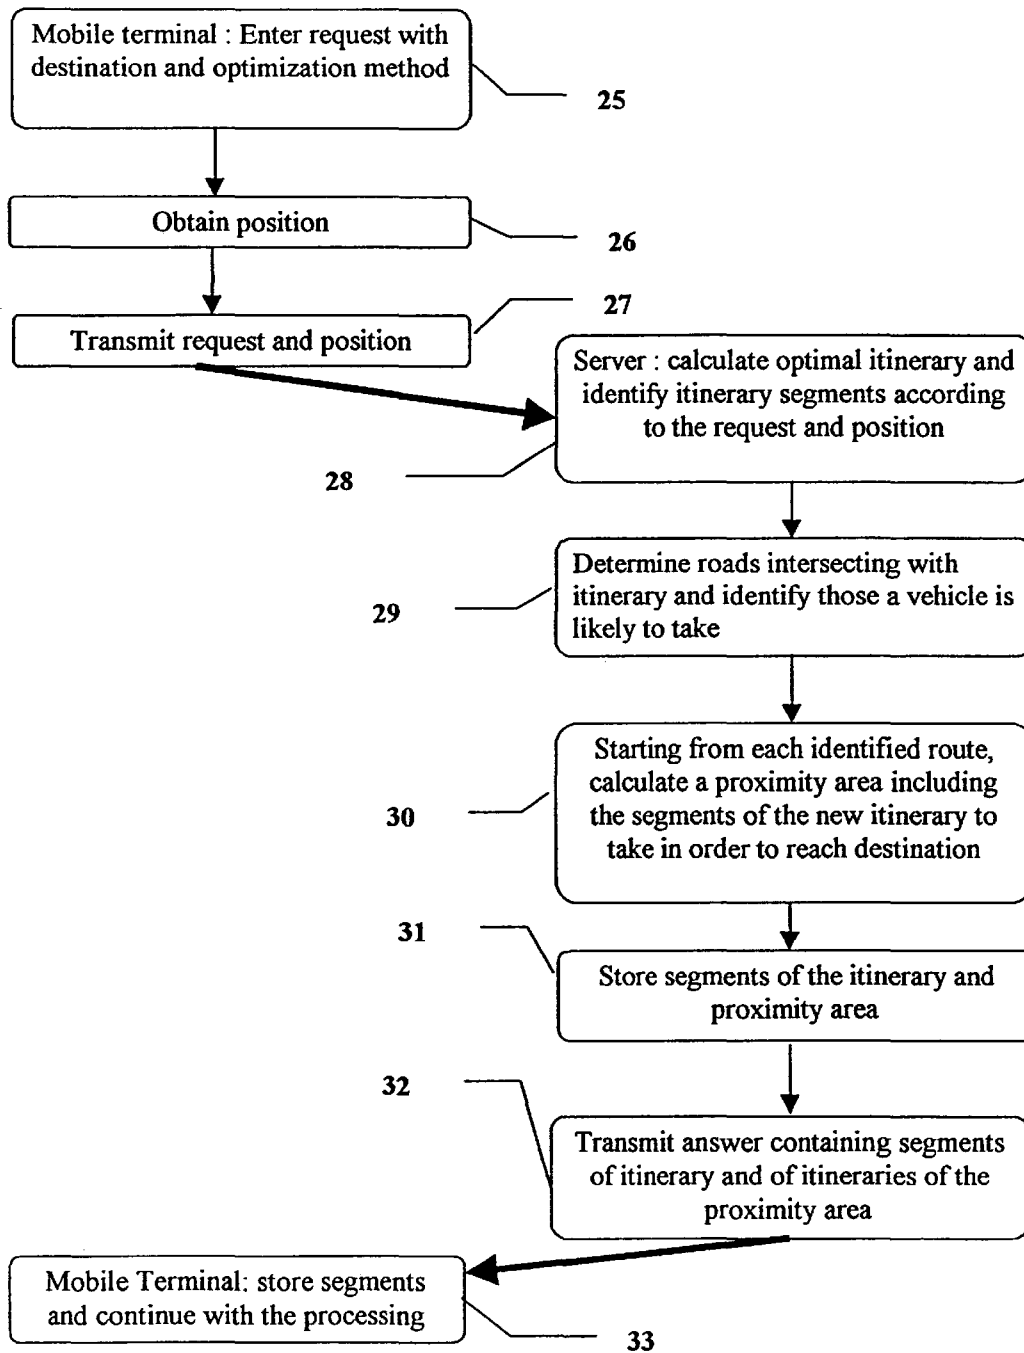 Mobile terminal : Enter request with
destination and optimization method
25
Obtain position
26
27
Transmit request and position
Server : calculate optimal itinerary and
identify itinerary segments according
to the request and position
28
Determine roads intersecting with
itinerary and identify those a vehicle is
likely to take
29
Starting from each identified route,
calculate a proximity area including
the segments of the new itinerary to
take in order to reach destination
30
31
Store segments of the itinerary and
proximity area
32
Transmit answer containing segments
of itinerary and of itineraries of the
proximity area
Mobile Terminal: store segments
and continue with the processing
33